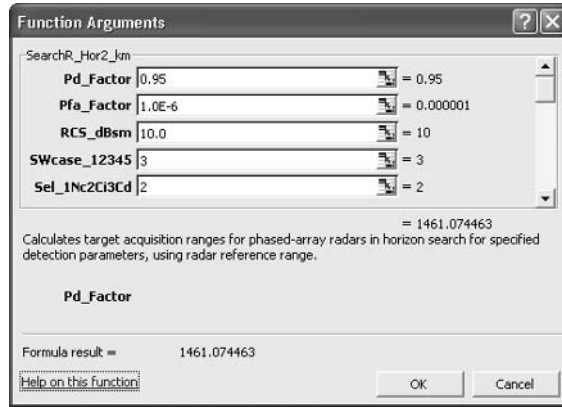 Function Arguments
SearchR_Hor2_km
Pd_Factor 0.95 = 0.95
Pfa_Factor 1.0E-6 = 0.000001
RCS_dBsm 10.0 = 10
SWcase_12345 3 = 3
Sel_1Nc2Ci3Cd 2 = 2
= 1461.074463
Calculates target acquisition ranges for phased-array radars in horizon search for specified
detection parameters, using radar reference range.
Pd_Factor
Formula result = 1461.074463
Help on this function OK Cancel